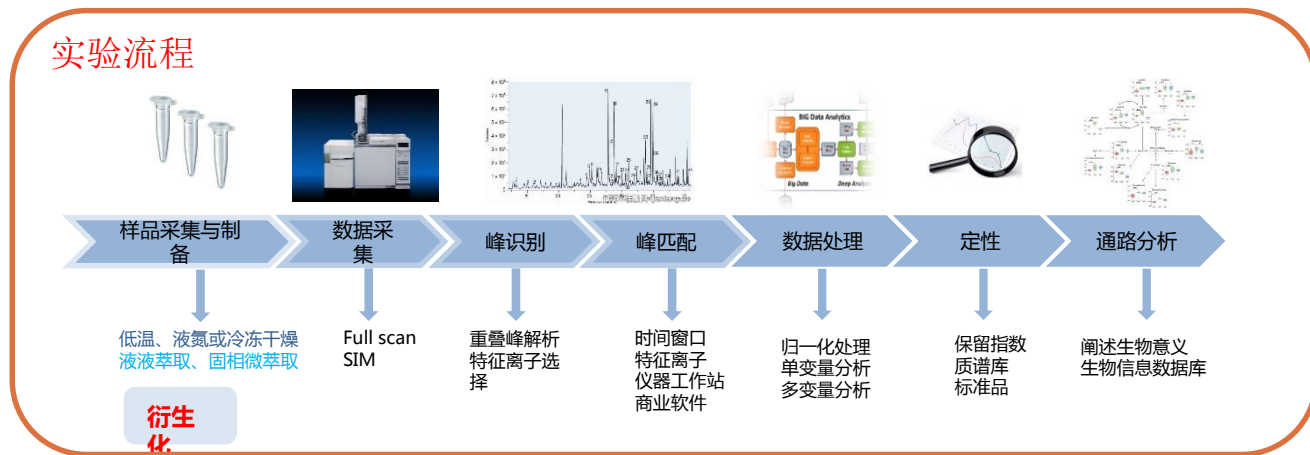 实验流程
BIG Data Analytics
Big Data
样品采集与制
备
数据采
集
峰识别
峰匹配
数据处理
定性
通路分析
低温、液氮或冷冻干燥
液液萃取、固相微萃取
衍生
化
Full scan
SIM
重叠峰解析
特征离子选
择
时间窗口
特征离子
仪器工作站
商业软件
归一化处理
单变量分析
多变量分析
保留指数
质谱库
标准品
阐述生物意义
生物信息数据库